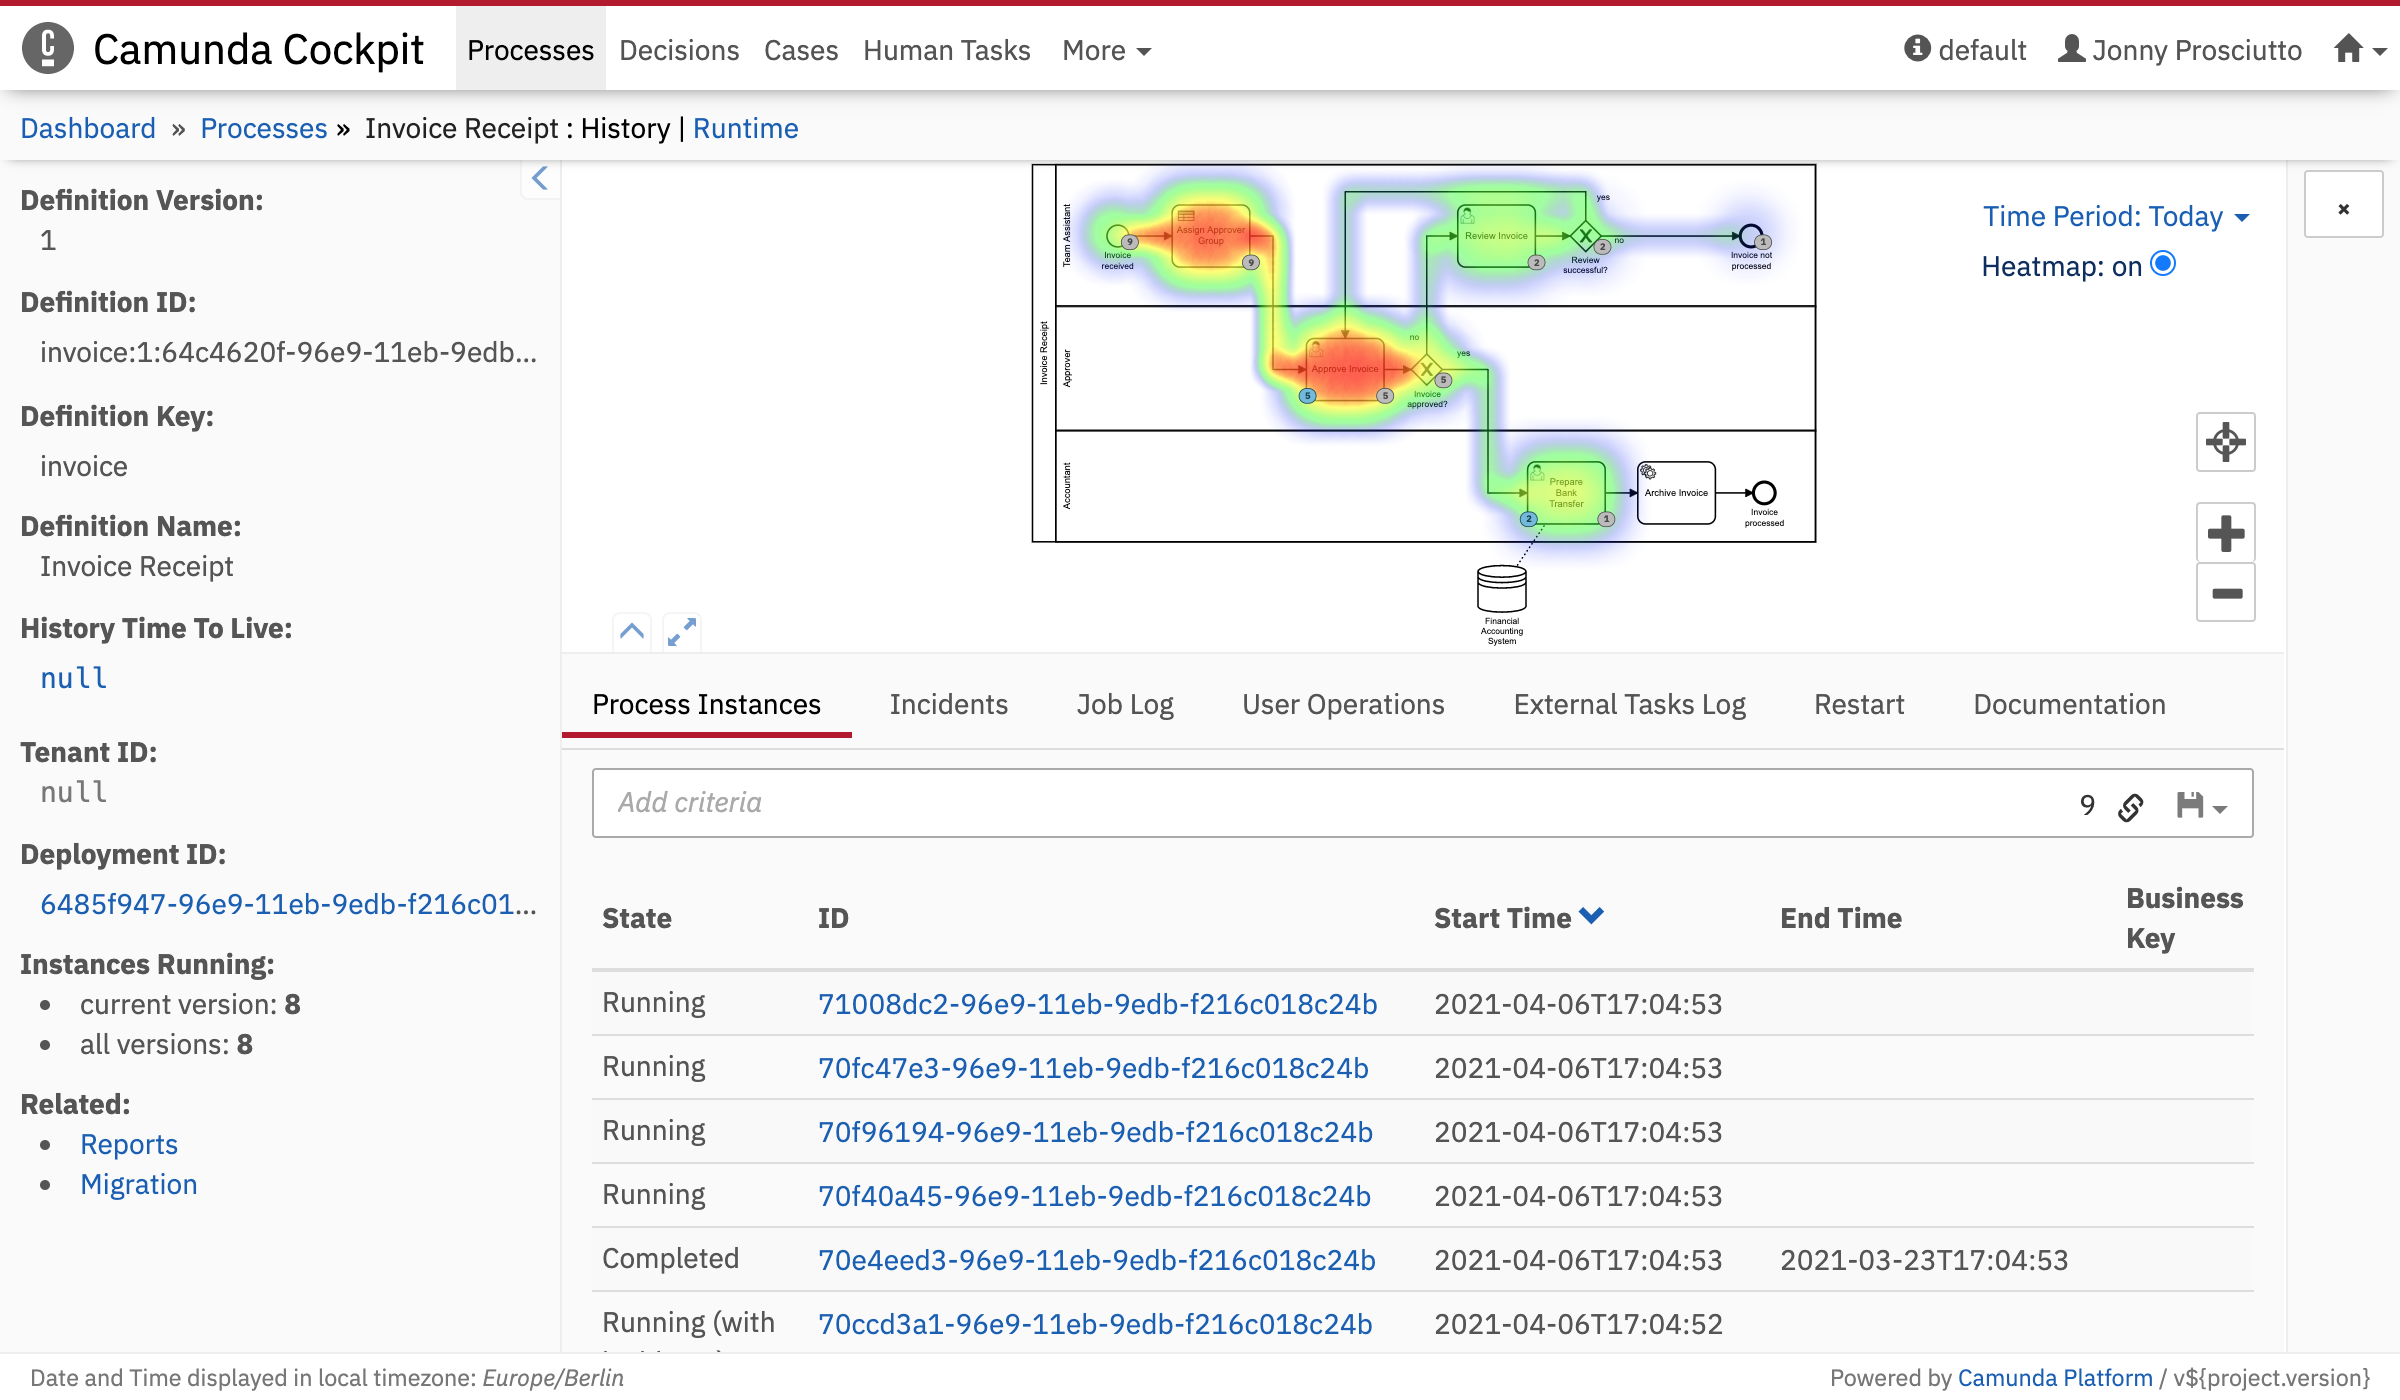 Camunda Cockpit Processes Decisions Cases Human Tasks More default Jonny Prosciutto
Dashboard » Processes » Invoice Receipt : History | Runtime
Definition Version:
1
Definition ID:
invoice:1:64c4620f-96e9-11eb-9edb...
Definition Key:
invoice
Definition Name:
Invoice Receipt
History Time To Live:
null
Tenant ID:
null
Deployment ID:
6485f947-96e9-11eb-9edb-f216c01...
Instances Running:
• current version: 8
• all versions: 8
Related:
• Reports
• Migration
Invoice Receipt
Team Assistant
Invoice
received
9
Assign Approver
Group
9
Review Invoice
2
yes
Review
successful?
2
no
Invoice not
processed
1
Approver
Approve Invoice
5
5
no
yes
Invoice
approved?
5
Accountant
Prepare
Bank
Transfer
2
1
Archive Invoice
Invoice
processed
Financial
Accounting
System
Time Period: Today
Heatmap: on
×
Process Instances Incidents Job Log User Operations External Tasks Log Restart Documentation
Add criteria 9
State ID Start Time End Time Business
Key
Running 71008dc2-96e9-11eb-9edb-f216c018c24b 2021-04-06T17:04:53
Running 70fc47e3-96e9-11eb-9edb-f216c018c24b 2021-04-06T17:04:53
Running 70f96194-96e9-11eb-9edb-f216c018c24b 2021-04-06T17:04:53
Running 70f40a45-96e9-11eb-9edb-f216c018c24b 2021-04-06T17:04:53
Completed 70e4eed3-96e9-11eb-9edb-f216c018c24b 2021-04-06T17:04:53 2021-03-23T17:04:53
Running (with 70ccd3a1-96e9-11eb-9edb-f216c018c24b 2021-04-06T17:04:52
Date and Time displayed in local timezone: Europe/Berlin
Powered by Camunda Platform / v${project.version}